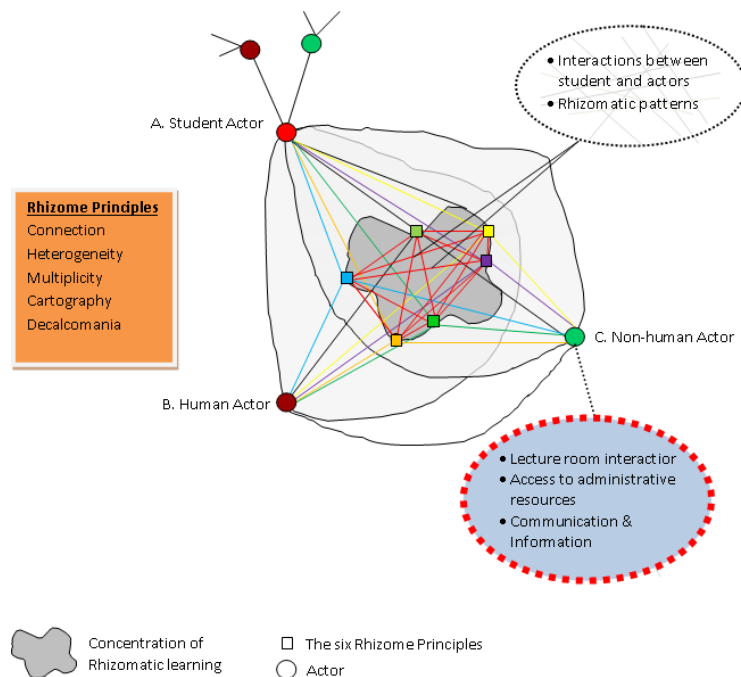 • Interactions between
student and actors
• Rhizomatic patterns
A. Student Actor
Rhizome Principles
Connection
Heterogeneity
Multiplicity
Cartography
Decalcomania
C. Non-human Actor
B. Human Actor
• Lecture room interactior
• Access to administrative
resources
• Communication &
Information
Concentration of
Rhizomatic learning
The six Rhizome Principles
Actor